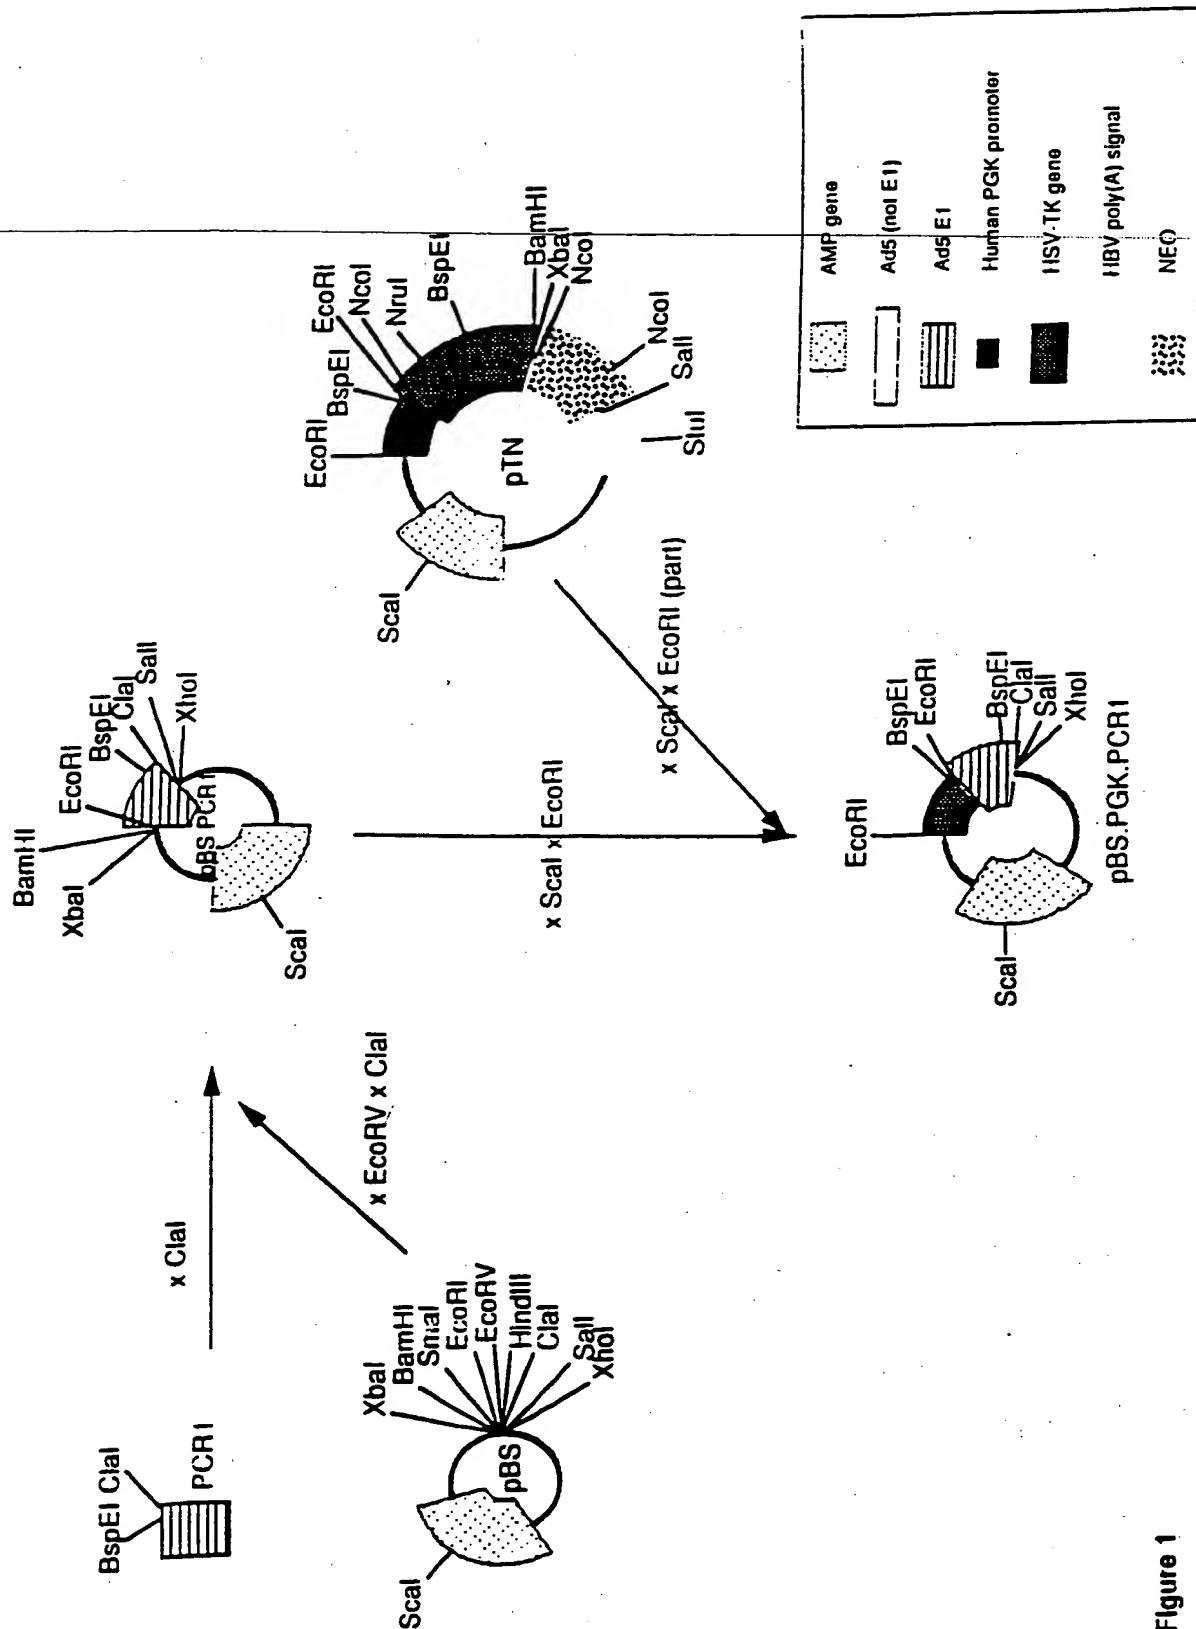 BspEI
ClaI
PCR I
x ClaI
ScaI
pBS
XbaI
BamHI
SmaI
EcoRI
EcoRV
HindIII
ClaI
SalI
XhoI
x EcoRV x ClaI
BamHI
XbaI
EcoRI
BspEI
ClaI
SalI
XhoI
pBS PCR1
ScaI
x ScaI x EcoRI
EcoRI
BspEI
EcoRI
NcoI
NruI
BspEI
BamHI
XbaI
NcoI
NcoI
SalI
StuI
pTN
ScaI
x ScaI x EcoRI (part)
EcoRI
BspEI
EcoRI
BspEI
ClaI
SalI
XhoI
ScaI
pBS.PGK.PCR1
AMP gene
Ad5 (not E1)
Ad5 E1
Human PGK promoter
HSV-TK gene
HBV poly(A) signal
NEO
Figure 1